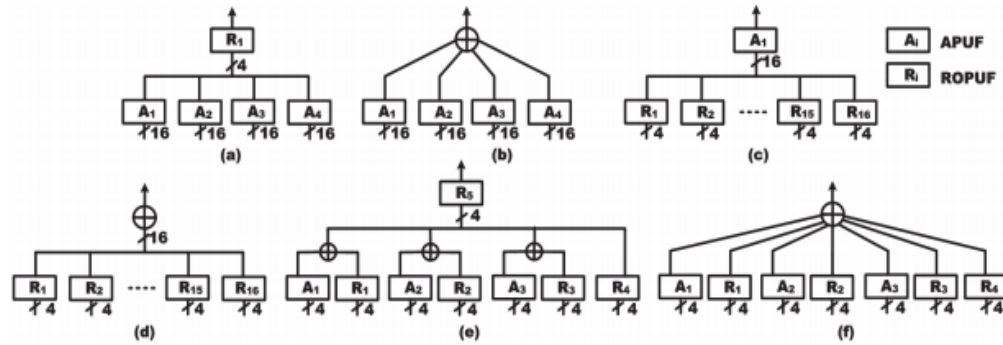 R1
4
A1 A2 A3 A4
16 16 16 16
(a)
A1 A2 A3 A4
16 16 16 16
(b)
A1
16
R1 R2 R15 R16
4 4 4 4
(c)
Ai APUF
Ri ROPUF
16
R1 R2 R15 R16
4 4 4 4
(d)
R5
4
A1 R1 A2 R2 A3 R3 R4
4 4 4 4 4 4 4
(e)
A1 R1 A2 R2 A3 R3 R4
4 4 4 4 4 4 4
(f)